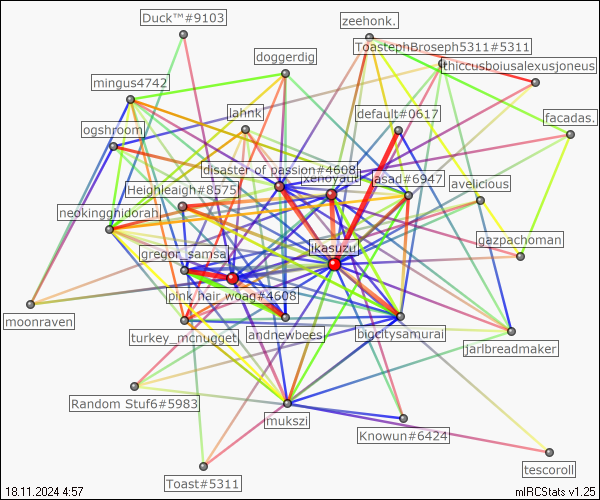 Duck™#9103
zeehonk.
ToastephBroseph5311#5311
doggerdig
thiccusboiusalexusjoneus
mingus4742
lahnk
default#0617
facadas.
ogshroom
disaster of passion#4608
xenoyaut
asad#6947
avelicious
Heighleaigh#8575
neokingghidorah
gazpachoman
gregor_samsa
ikasuzu
pink hair woag#4608
moonraven
turkey_mcnugget
andnewbees
bigcitysamurai
jarlbreadmaker
Random Stuf6#5983
mukszi
Knowun#6424
tescoroll
Toast#5311
18.11.2024 4:57
mIRCStats v1.25